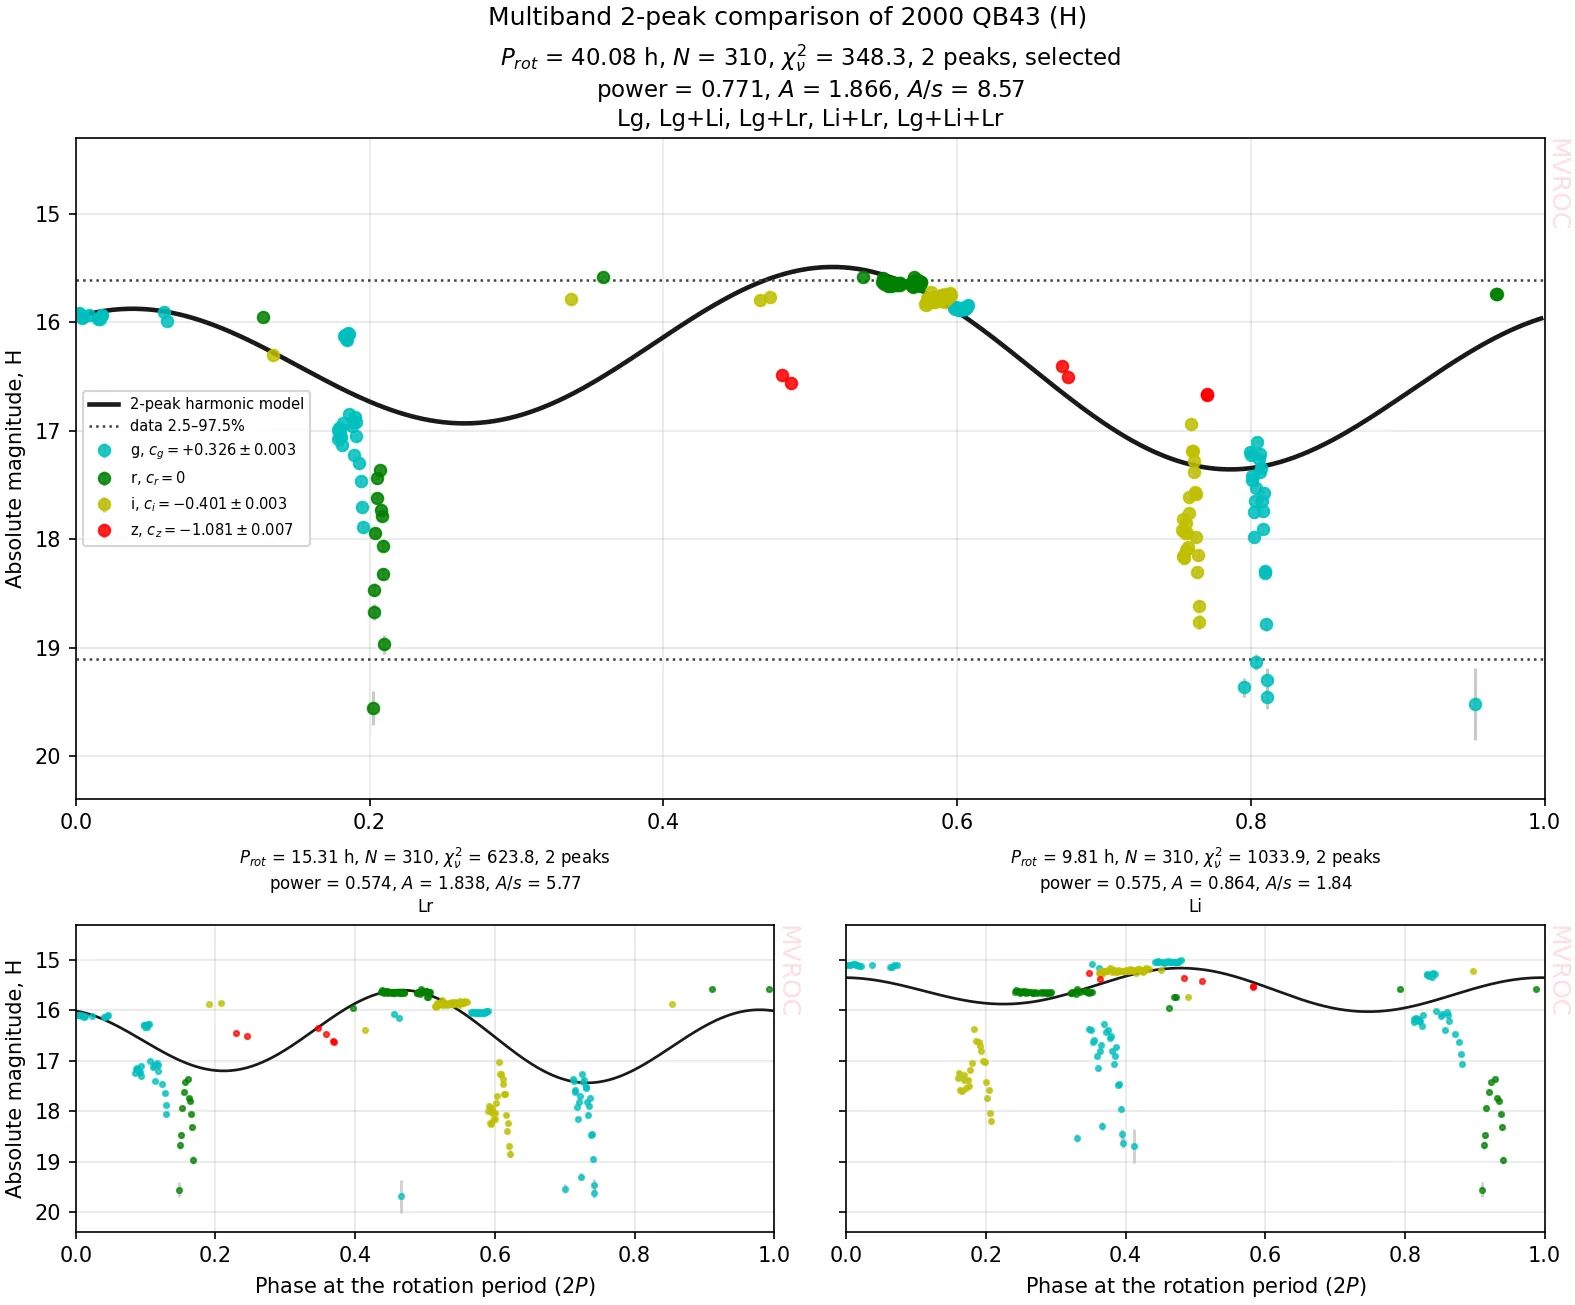 Multiband 2-peak comparison of 2000 QB43 (H)
P_rot = 40.08 h, N = 310, χ²_ν = 348.3, 2 peaks, selected
power = 0.771, A = 1.866, A/s = 8.57
Lg, Lg+Li, Lg+Lr, Li+Lr, Lg+Li+Lr
MVROC
Absolute magnitude, H
15
16
17
18
19
20
2-peak harmonic model
data 2.5–97.5%
g, c_g = +0.326 ± 0.003
r, c_r = 0
i, c_i = −0.401 ± 0.003
z, c_z = −1.081 ± 0.007
0.0 0.2 0.4 0.6 0.8 1.0
P_rot = 15.31 h, N = 310, χ²_ν = 623.8, 2 peaks
power = 0.574, A = 1.838, A/s = 5.77
Lr
MVROC
Absolute magnitude, H
15
16
17
18
19
20
0.0 0.2 0.4 0.6 0.8 1.0
Phase at the rotation period (2P)
P_rot = 9.81 h, N = 310, χ²_ν = 1033.9, 2 peaks
power = 0.575, A = 0.864, A/s = 1.84
Li
MVROC
0.0 0.2 0.4 0.6 0.8 1.0
Phase at the rotation period (2P)